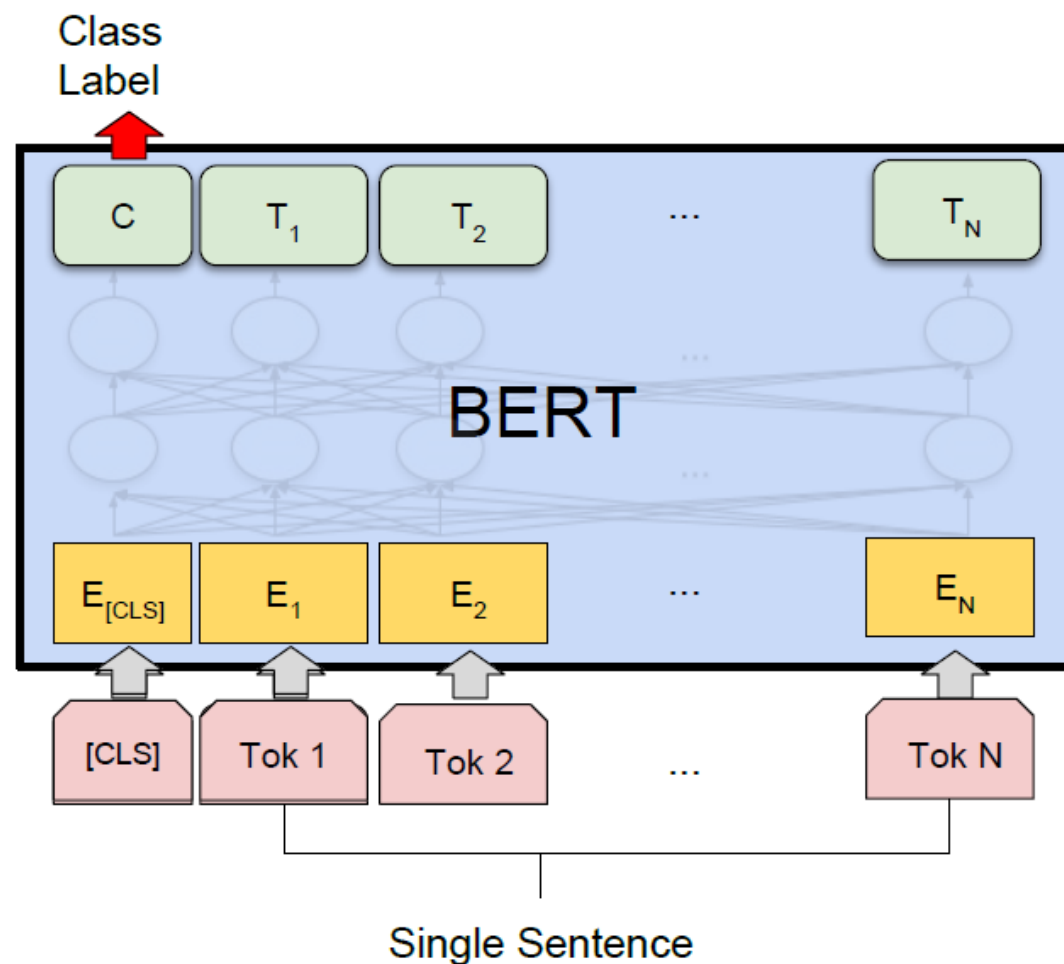 Class
Label
C T1 T2 ... TN
...
BERT
...
E[CLS] E1 E2 ... EN
[CLS] Tok 1 Tok 2 ... Tok N
Single Sentence